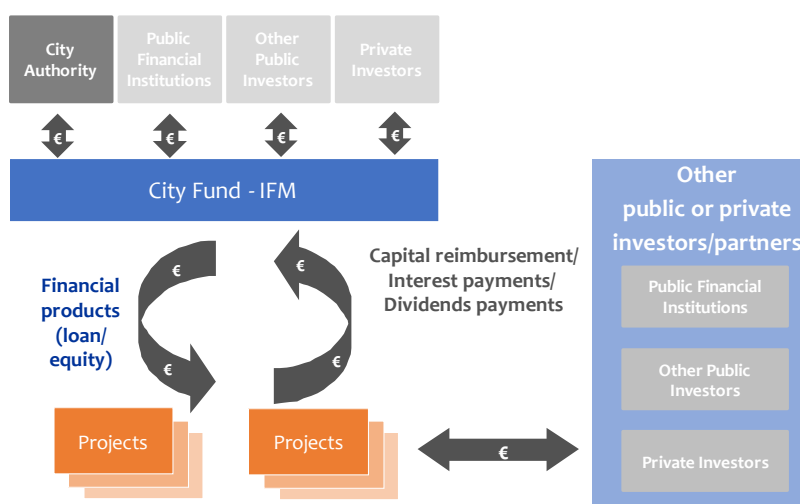 City
Authority
Public
Financial
Institutions
Other
Public
Investors
Private
Investors
€
€
€
€
City Fund - IFM
Other
public or private
investors/partners
€
€
Capital reimbursement/
Interest payments/
Dividends payments
Financial
products
(loan/
equity)
Public Financial
Institutions
€
€
Other Public
Investors
Projects
Projects
€
Private Investors